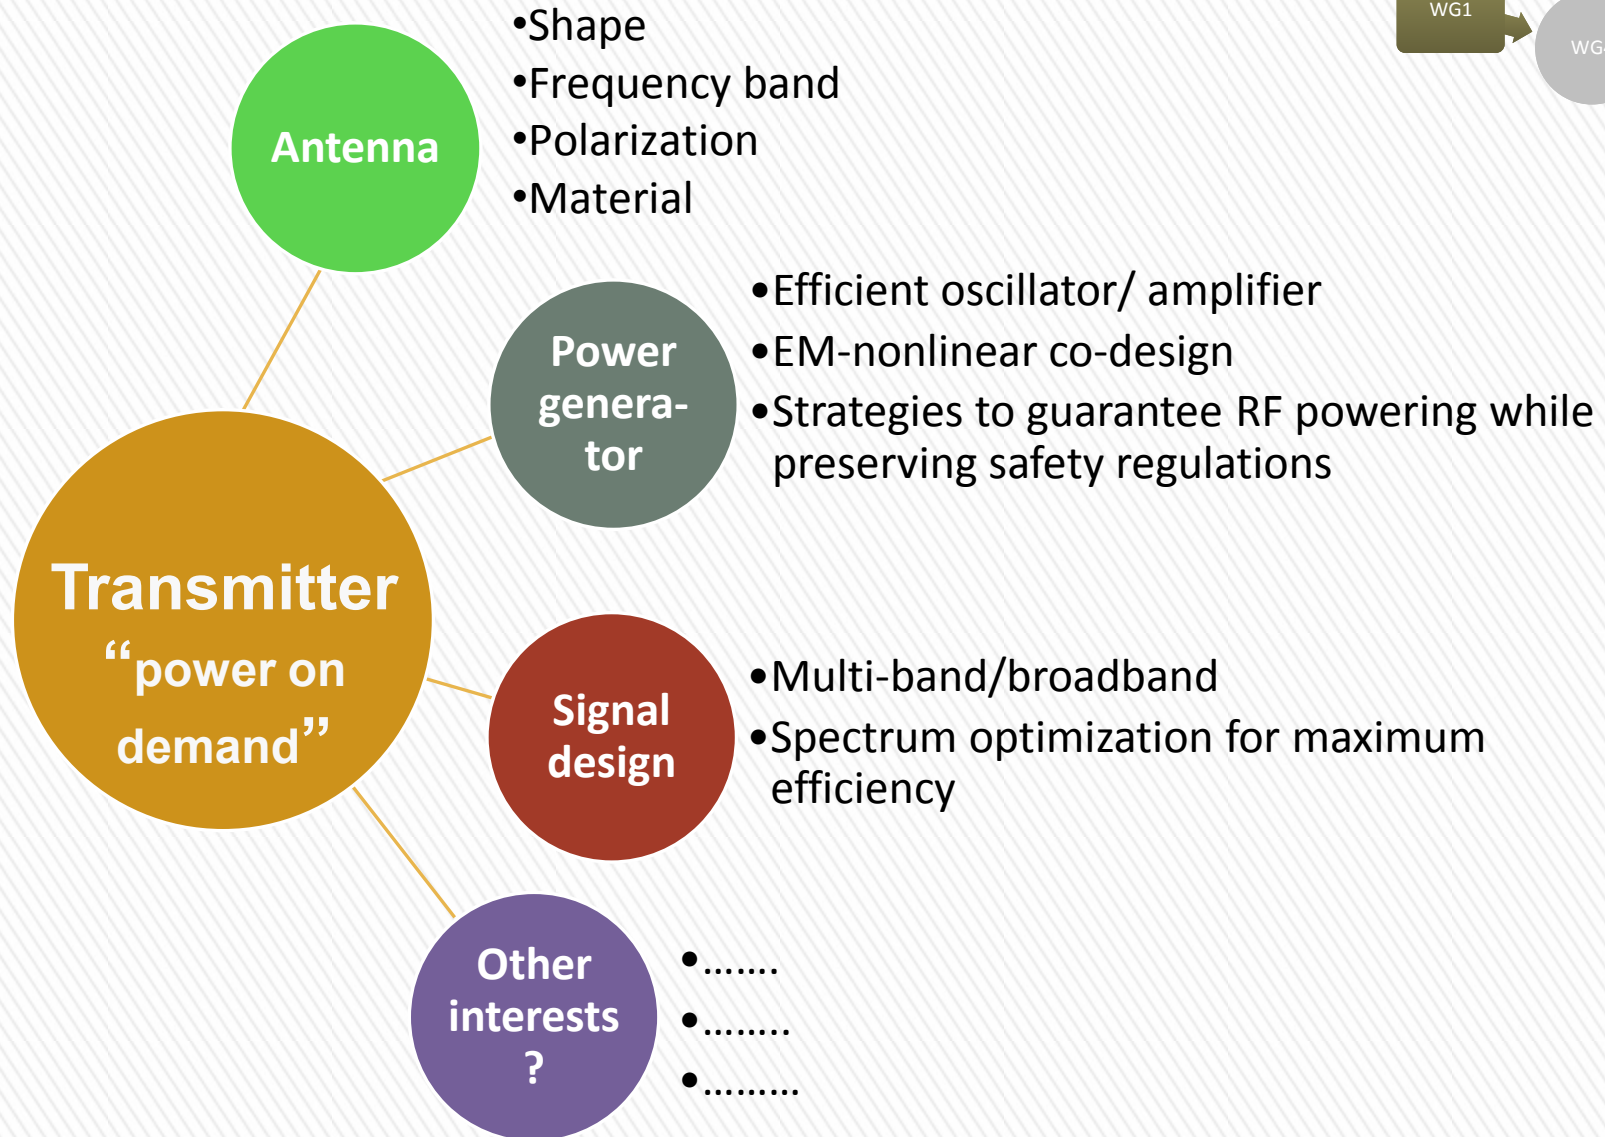 WG1
Antenna
•Shape
•Frequency band
•Polarization
•Material
Power
genera-
tor
•Efficient oscillator/ amplifier
•EM-nonlinear co-design
•Strategies to guarantee RF powering while
preserving safety regulations
Transmitter
“power on
demand”
Signal
design
•Multi-band/broadband
•Spectrum optimization for maximum
efficiency
Other
interests
?
•.......
•........
•.........